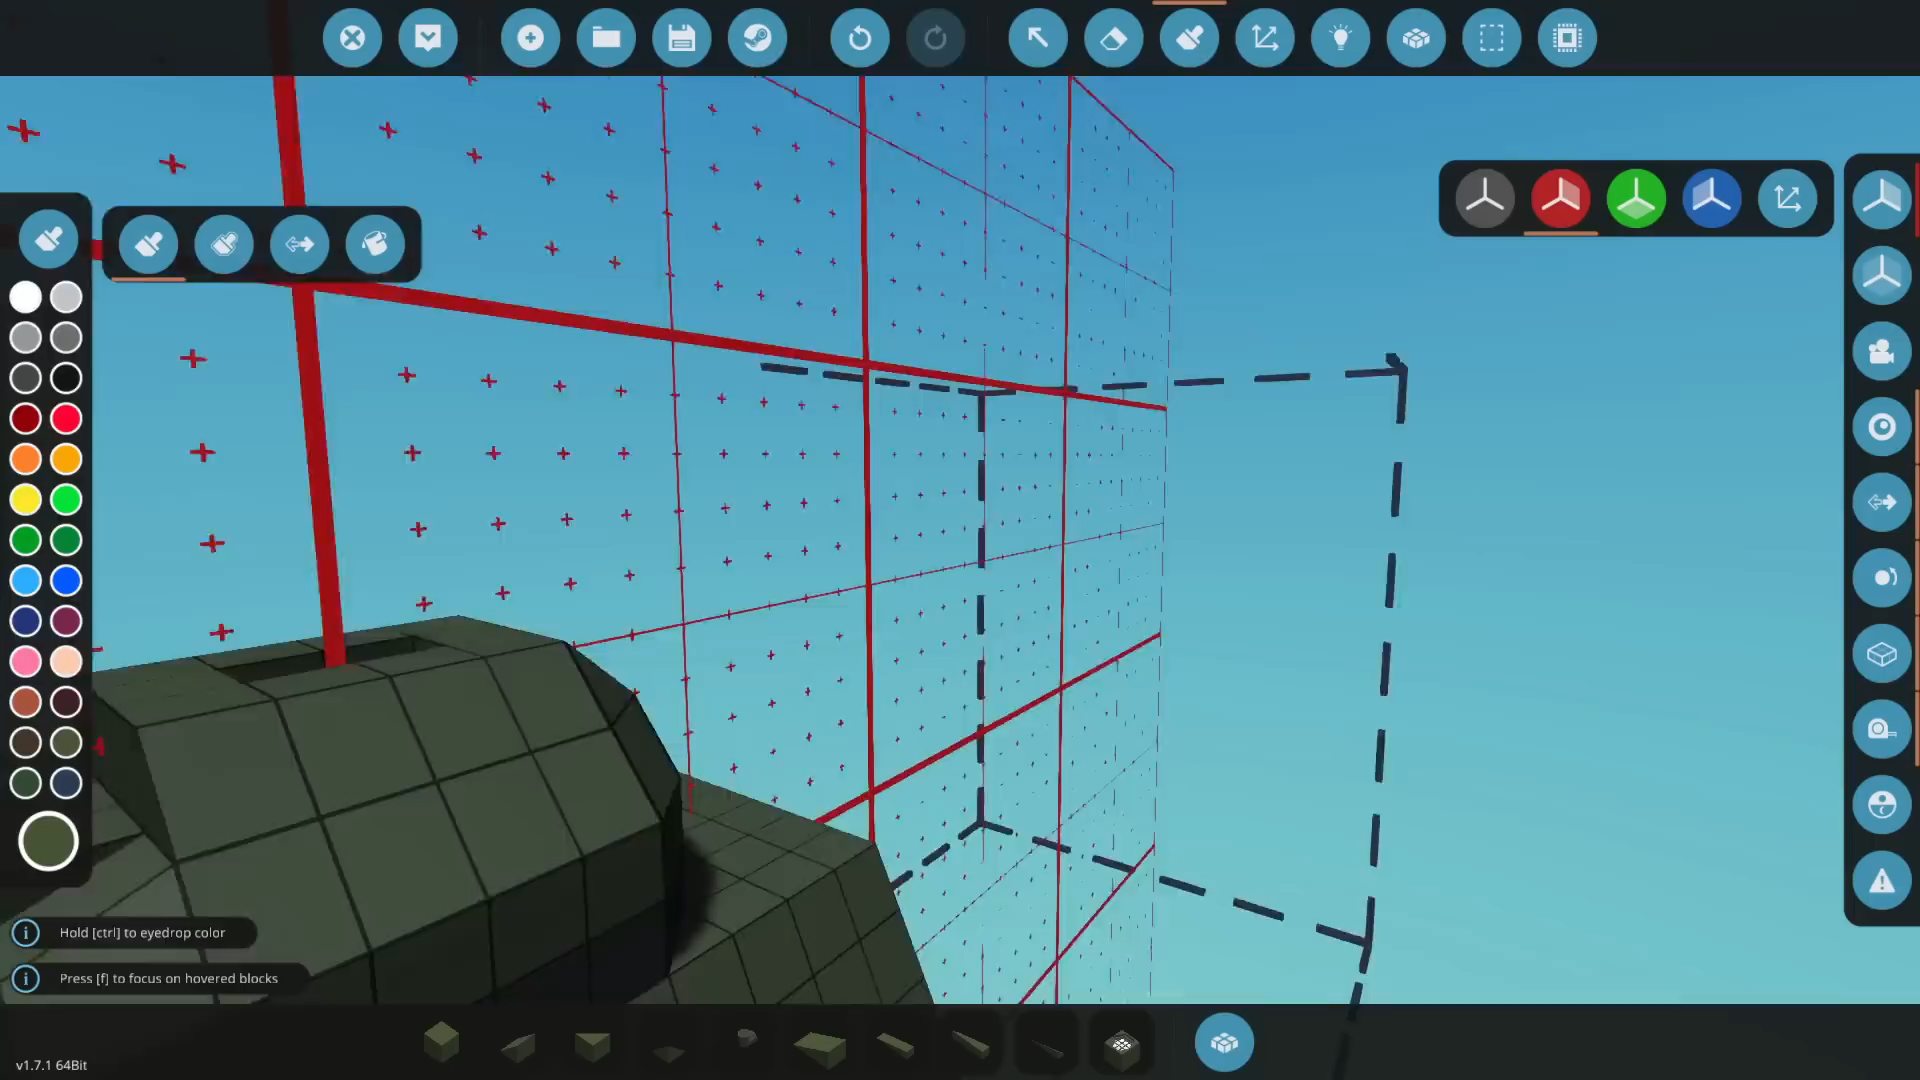 Hold [ctrl] to eyedrop color
Press [f] to focus on hovered blocks
v1.7.1 64Bit